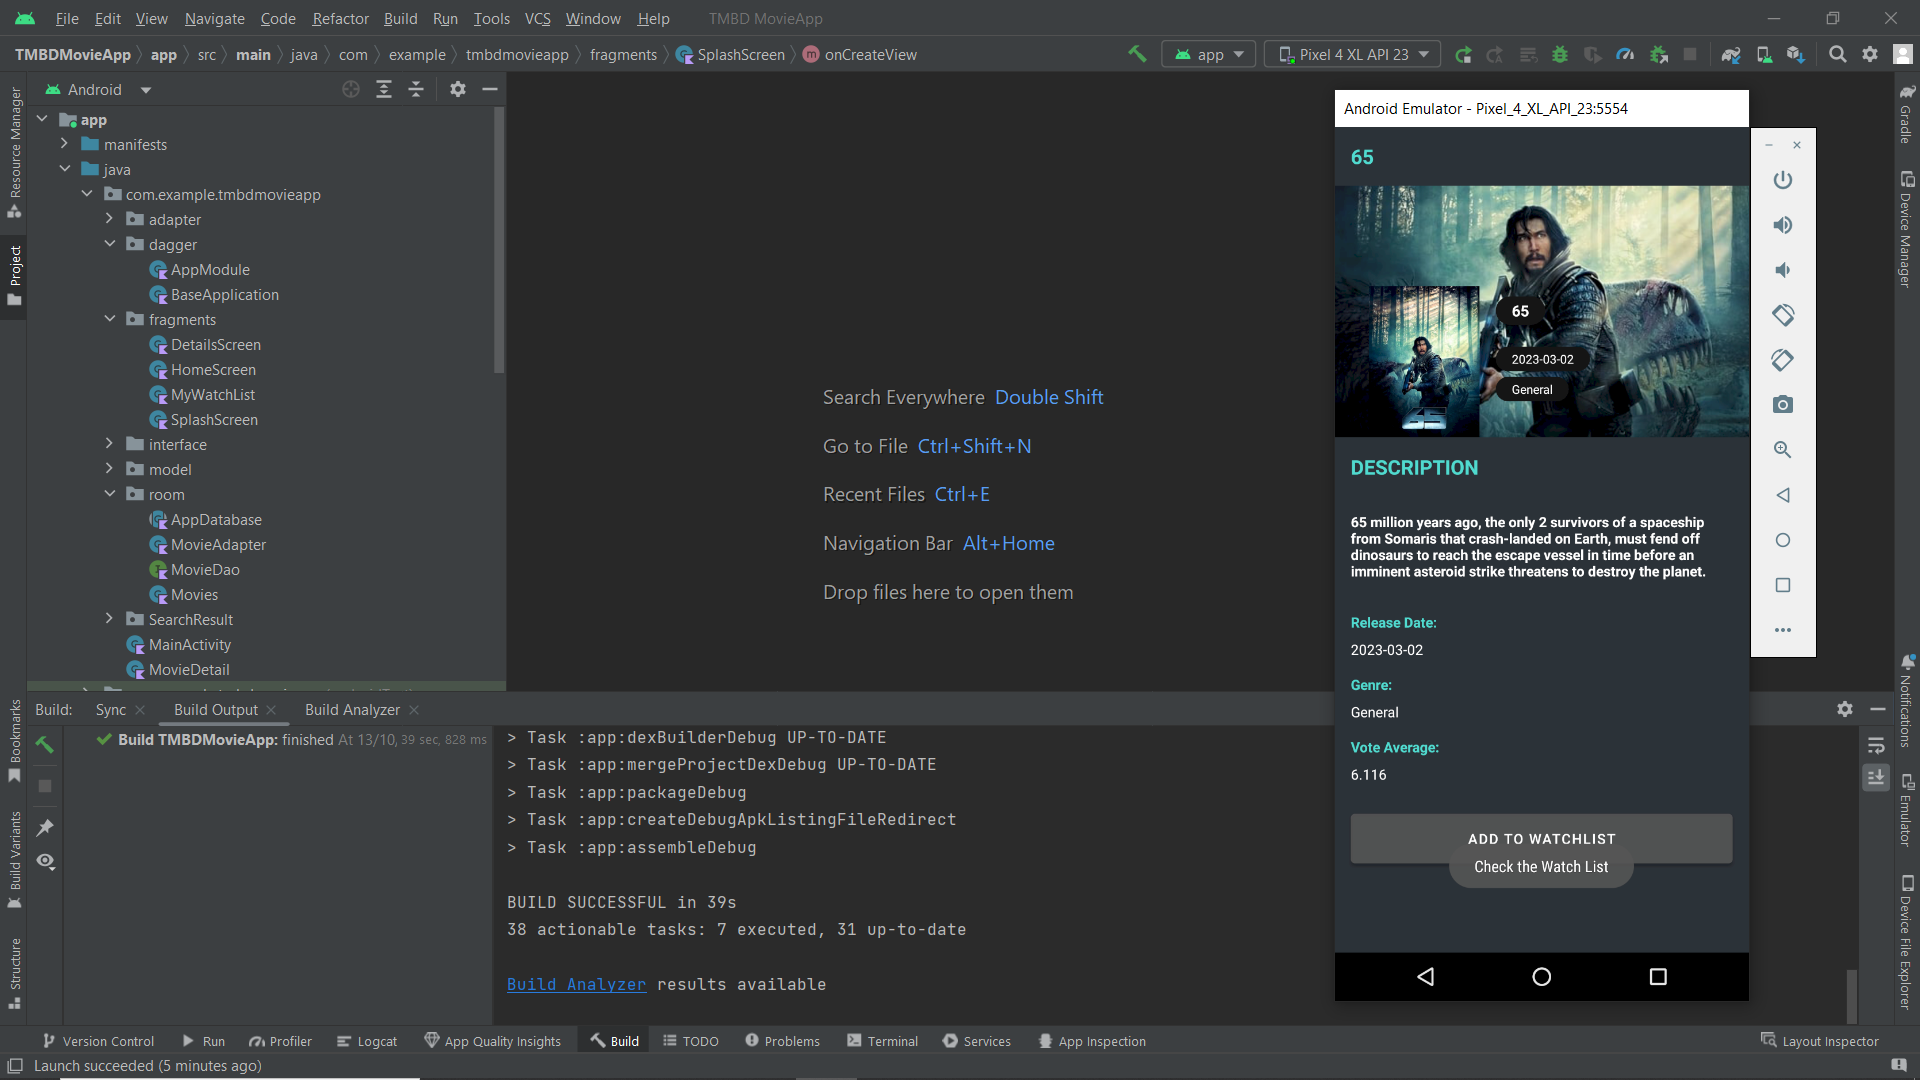 File Edit View Navigate Code Refactor Build Run Tools VCS Window Help TMBD MovieApp
TMBDMovieApp app src main java com example tmbdmovieapp fragments SplashScreen m onCreateView
app Pixel 4 XL API 23
Resource Manager
Project
Bookmarks
Build Variants
Structure
Android
app
manifests
java
com.example.tmbdmovieapp
adapter
dagger
AppModule
BaseApplication
fragments
DetailsScreen
HomeScreen
MyWatchList
SplashScreen
interface
model
room
AppDatabase
MovieAdapter
MovieDao
Movies
SearchResult
MainActivity
MovieDetail
Search Everywhere Double Shift
Go to File Ctrl+Shift+N
Recent Files Ctrl+E
Navigation Bar Alt+Home
Drop files here to open them
Android Emulator - Pixel_4_XL_API_23:5554
65
65
2023-03-02
General
DESCRIPTION
65 million years ago, the only 2 survivors of a spaceship
from Somaris that crash-landed on Earth, must fend off
dinosaurs to reach the escape vessel in time before an
imminent asteroid strike threatens to destroy the planet.
Release Date:
2023-03-02
Genre:
General
Vote Average:
6.116
ADD TO WATCHLIST
Check the Watch List
Gradle
Device Manager
Notifications
Emulator
Device File Explorer
Build: Sync Build Output Build Analyzer
Build TMBDMovieApp: finished At 13/10, 39 sec, 828 ms
> Task :app:dexBuilderDebug UP-TO-DATE
> Task :app:mergeProjectDexDebug UP-TO-DATE
> Task :app:packageDebug
> Task :app:createDebugApkListingFileRedirect
> Task :app:assembleDebug
BUILD SUCCESSFUL in 39s
38 actionable tasks: 7 executed, 31 up-to-date
Build Analyzer results available
Version Control Run Profiler Logcat App Quality Insights Build TODO Problems Terminal Services App Inspection Layout Inspector
Launch succeeded (5 minutes ago)